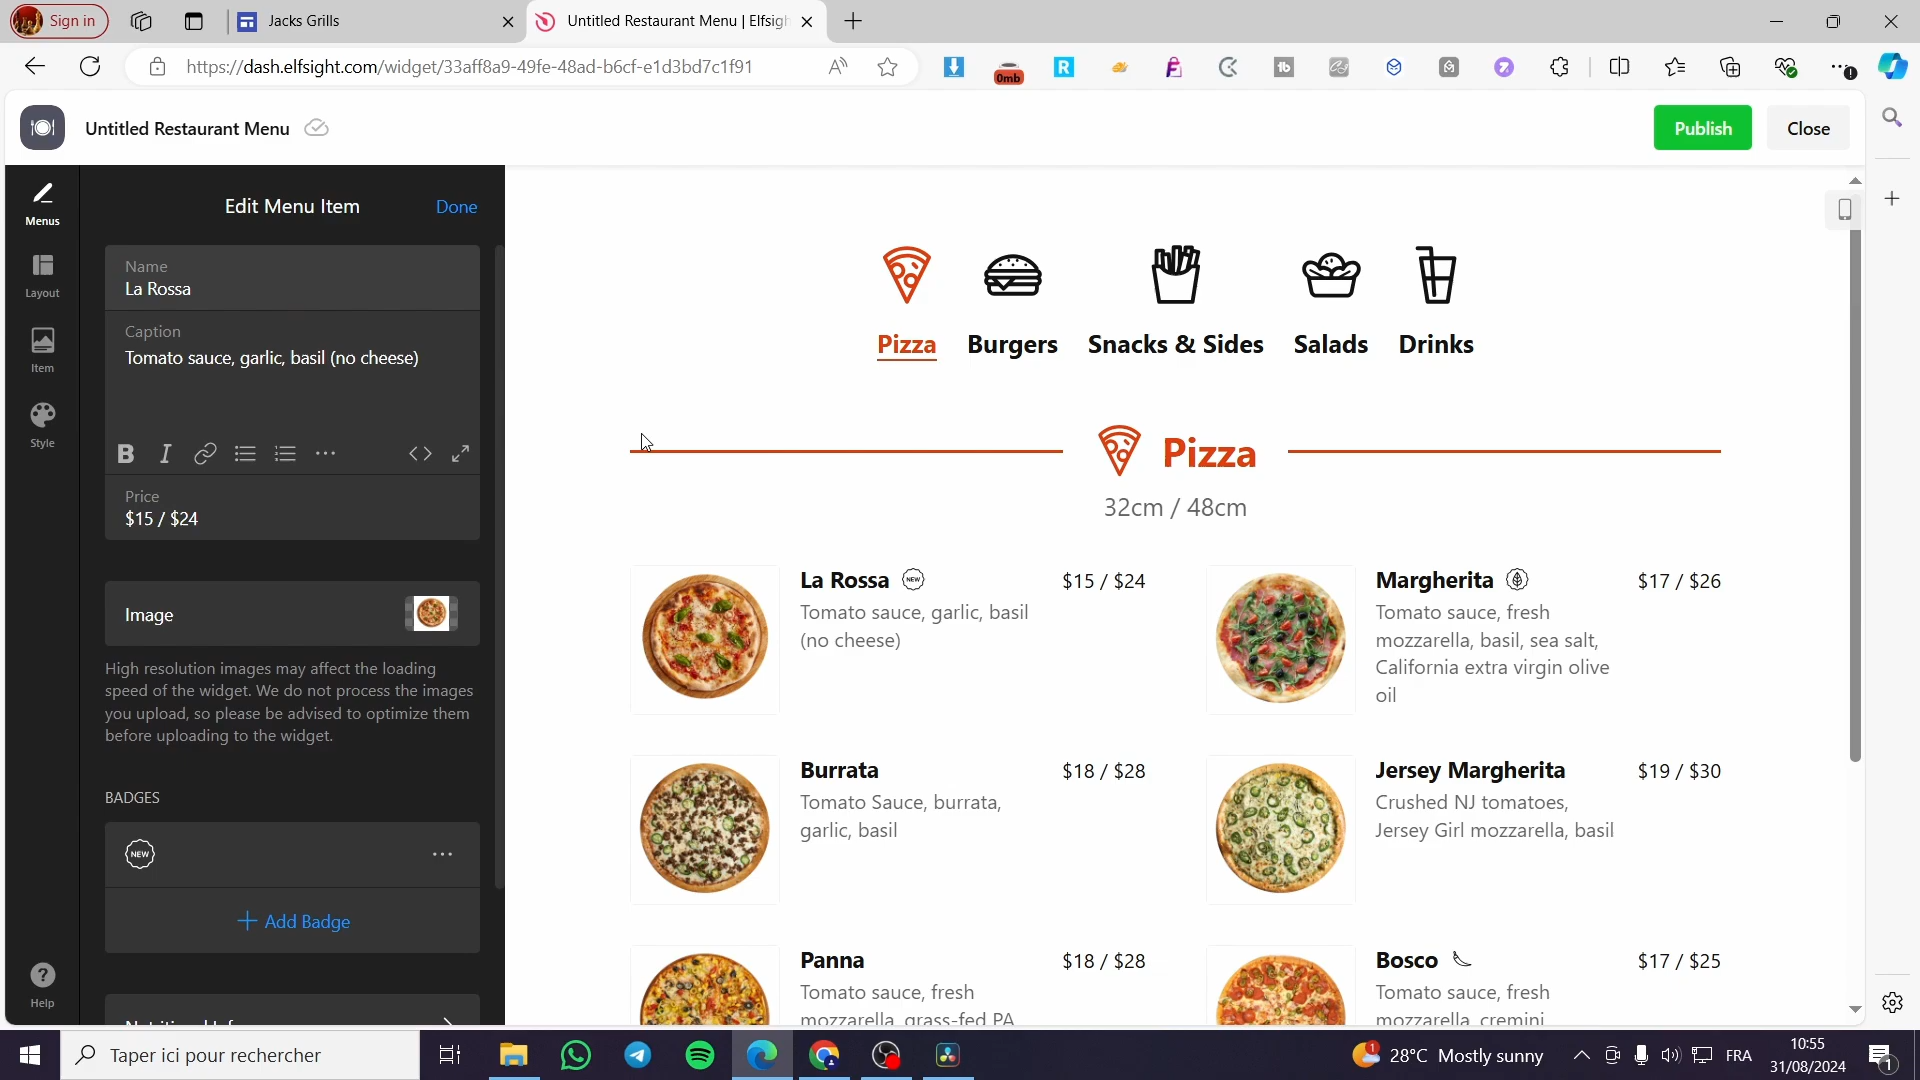 Sign in
Jacks Grills
Untitled Restaurant Menu | Elfsigh
https://dash.elfsight.com/widget/33aff8a9-49fe-48ad-b6cf-e1d3bd7c1f91
0mb
Untitled Restaurant Menu
Publish
Close
Menus
Layout
Item
Style
Help
Edit Menu Item
Done
Name
La Rossa
Caption
Tomato sauce, garlic, basil (no cheese)
Price
$15 / $24
Image
High resolution images may affect the loading
speed of the widget. We do not process the images
you upload, so please be advised to optimize them
before uploading to the widget.
BADGES
NEW
Add Badge
Pizza
Burgers
Snacks & Sides
Salads
Drinks
Pizza
32cm / 48cm
La Rossa NEW
$15 / $24
Tomato sauce, garlic, basil
(no cheese)
Margherita
$17 / $26
Tomato sauce, fresh
mozzarella, basil, sea salt,
California extra virgin olive
oil
Burrata
$18 / $28
Tomato Sauce, burrata,
garlic, basil
Jersey Margherita
$19 / $30
Crushed NJ tomatoes,
Jersey Girl mozzarella, basil
Panna
$18 / $28
Tomato sauce, fresh
mozzarella, grass-fed PA
Bosco
$17 / $25
Tomato sauce, fresh
mozzarella, cremini
Taper ici pour rechercher
1
28°C Mostly sunny
FRA
10:55
31/08/2024
1